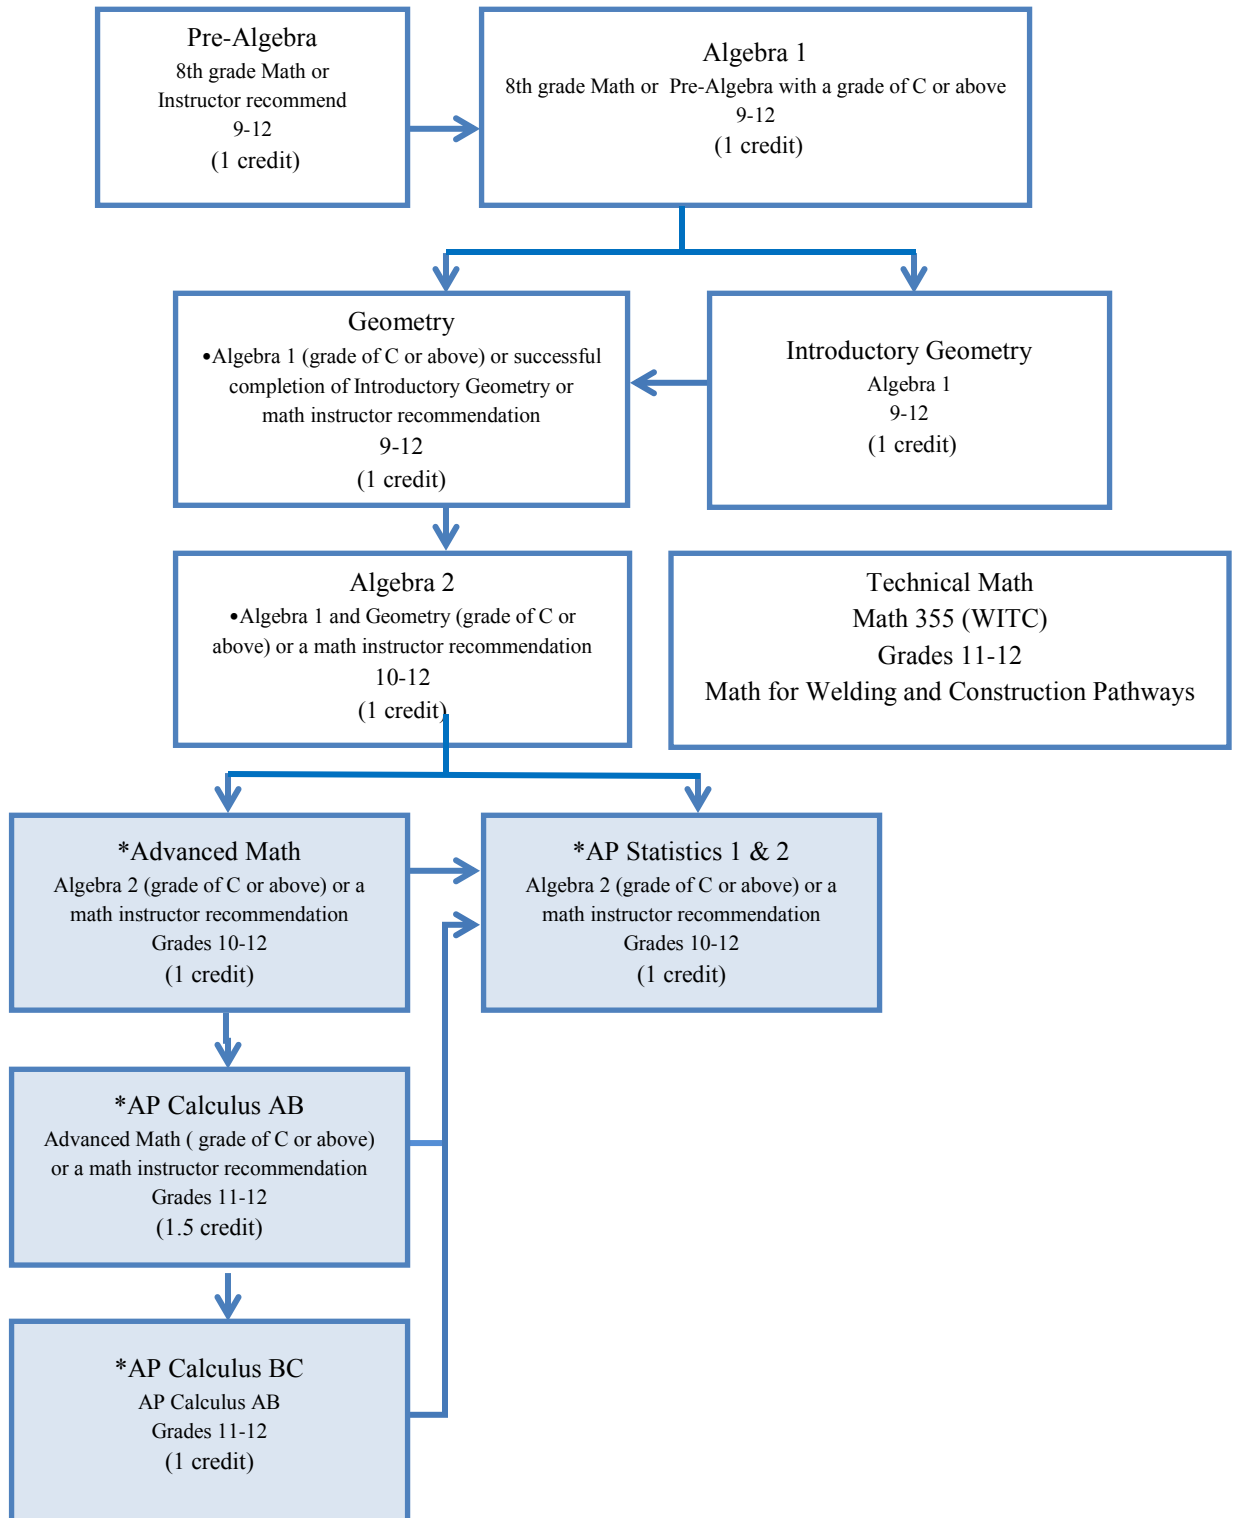 Pre-Algebra
8th grade Math or
Instructor recommend
9-12
(1 credit)
Algebra 1
8th grade Math or  Pre-Algebra with a grade of C or above
9-12
(1 credit)
Geometry
•Algebra 1 (grade of C or above) or successful
completion of Introductory Geometry or
math instructor recommendation
9-12
(1 credit)
Introductory Geometry
Algebra 1
9-12
(1 credit)
Algebra 2
•Algebra 1 and Geometry (grade of C or
above) or a math instructor recommendation
10-12
(1 credit)
Technical Math
Math 355 (WITC)
Grades 11-12
Math for Welding and Construction Pathways
*Advanced Math
Algebra 2 (grade of C or above) or a
math instructor recommendation
Grades 10-12
(1 credit)
*AP Statistics 1 & 2
Algebra 2 (grade of C or above) or a
math instructor recommendation
Grades 10-12
(1 credit)
*AP Calculus AB
Advanced Math ( grade of C or above)
or a math instructor recommendation
Grades 11-12
(1.5 credit)
*AP Calculus BC
AP Calculus AB
Grades 11-12
(1 credit)